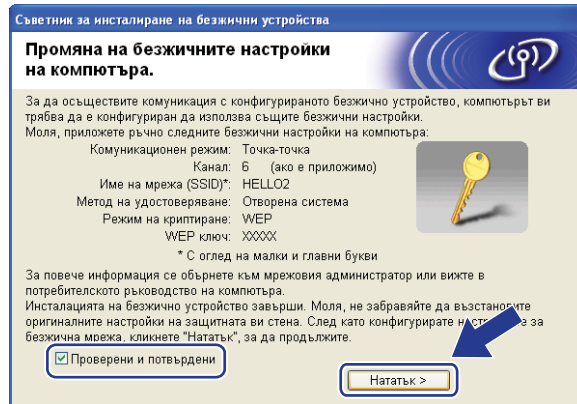 Съветник за инсталиране на безжични устройства
Промяна на безжичните настройки
на компютъра.
За да осъществите комуникация с конфигурираното безжично устройство, компютърът ви
трябва да е конфигуриран да използва същите безжични настройки.
Моля, приложете ръчно следните безжични настройки на компютъра:
Комуникационен режим: Точка-точка
Канал: 6 (ако е приложимо)
Име на мрежа (SSID)*: HELLO2
Метод на удостоверяване: Отворена система
Режим на криптиране: WEP
WEP ключ: XXXXX
* С оглед на малки и главни букви
За повече информация се обърнете към мрежовия администратор или вижте в
потребителското ръководство на компютъра.
Инсталацията на безжично устройство завърши. Моля, не забравяйте да възстановите
оригиналните настройки на защитната ви стена. След като конфигурирате за
безжична мрежа, кликнете "Нататък", за да продължите.
Проверени и потвърдени
Нататък >